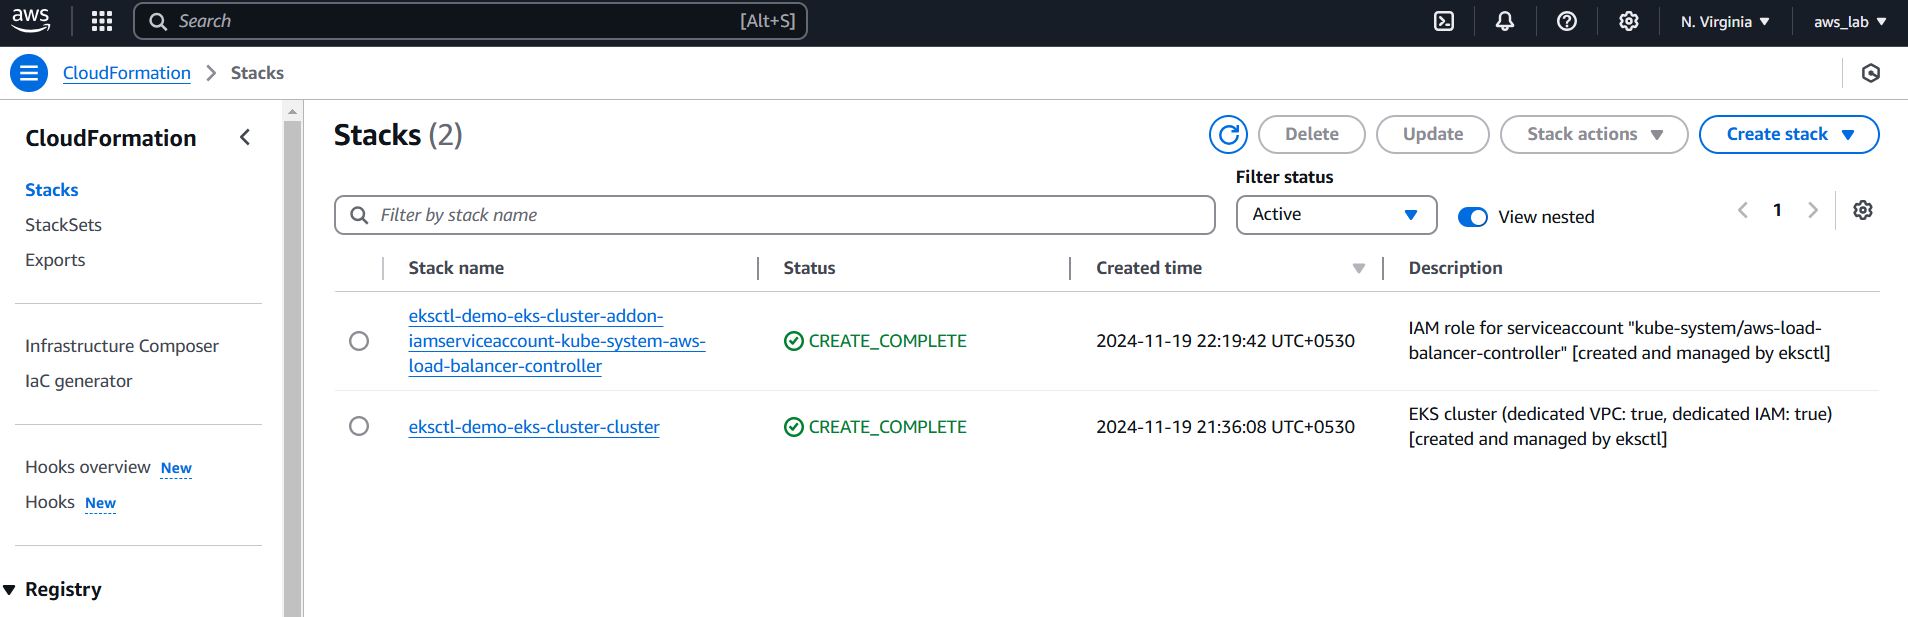 aws
Search [Alt+S]
N. Virginia
aws_lab
CloudFormation
Stacks
CloudFormation
Stacks
StackSets
Exports
Infrastructure Composer
IaC generator
Hooks overview New
Hooks New
Registry
Stacks (2)
Delete
Update
Stack actions
Create stack
Filter status
Filter by stack name
Active
View nested
1
Stack name
Status
Created time
Description
eksctl-demo-eks-cluster-addon-
iamserviceaccount-kube-system-aws-
load-balancer-controller
CREATE_COMPLETE
2024-11-19 22:19:42 UTC+0530
IAM role for serviceaccount "kube-system/aws-load-
balancer-controller" [created and managed by eksctl]
eksctl-demo-eks-cluster-cluster
CREATE_COMPLETE
2024-11-19 21:36:08 UTC+0530
EKS cluster (dedicated VPC: true, dedicated IAM: true)
[created and managed by eksctl]